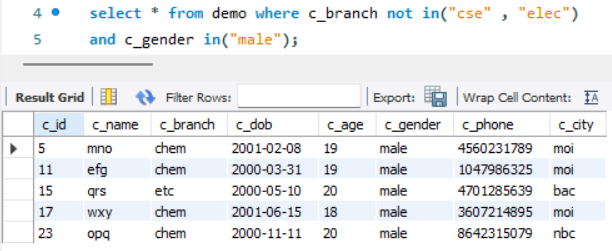 4 select * from demo where c_branch not in("cse" , "elec")
5 and c_gender in("male");
Result Grid Filter Rows: Export: Wrap Cell Content: IA
c_id c_name c_branch c_dob c_age c_gender c_phone c_city
5 mno chem 2001-02-08 19 male 4560231789 moi
11 efg chem 2000-03-31 19 male 1047986325 moi
15 qrs etc 2000-05-10 20 male 4701285639 bac
17 wxy chem 2001-06-15 18 male 3607214895 moi
23 opq chem 2000-11-11 20 male 8642315079 nbc